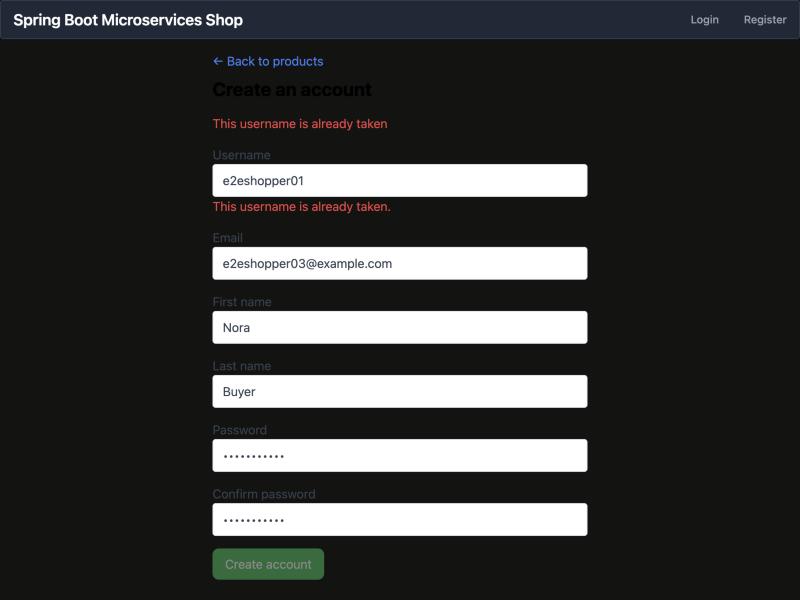 Spring Boot Microservices Shop
Login
Register
← Back to products
Create an account
This username is already taken
Username
e2eshopper01
This username is already taken.
Email
e2eshopper03@example.com
First name
Nora
Last name
Buyer
Password
•••••••••••
Confirm password
•••••••••••
Create account